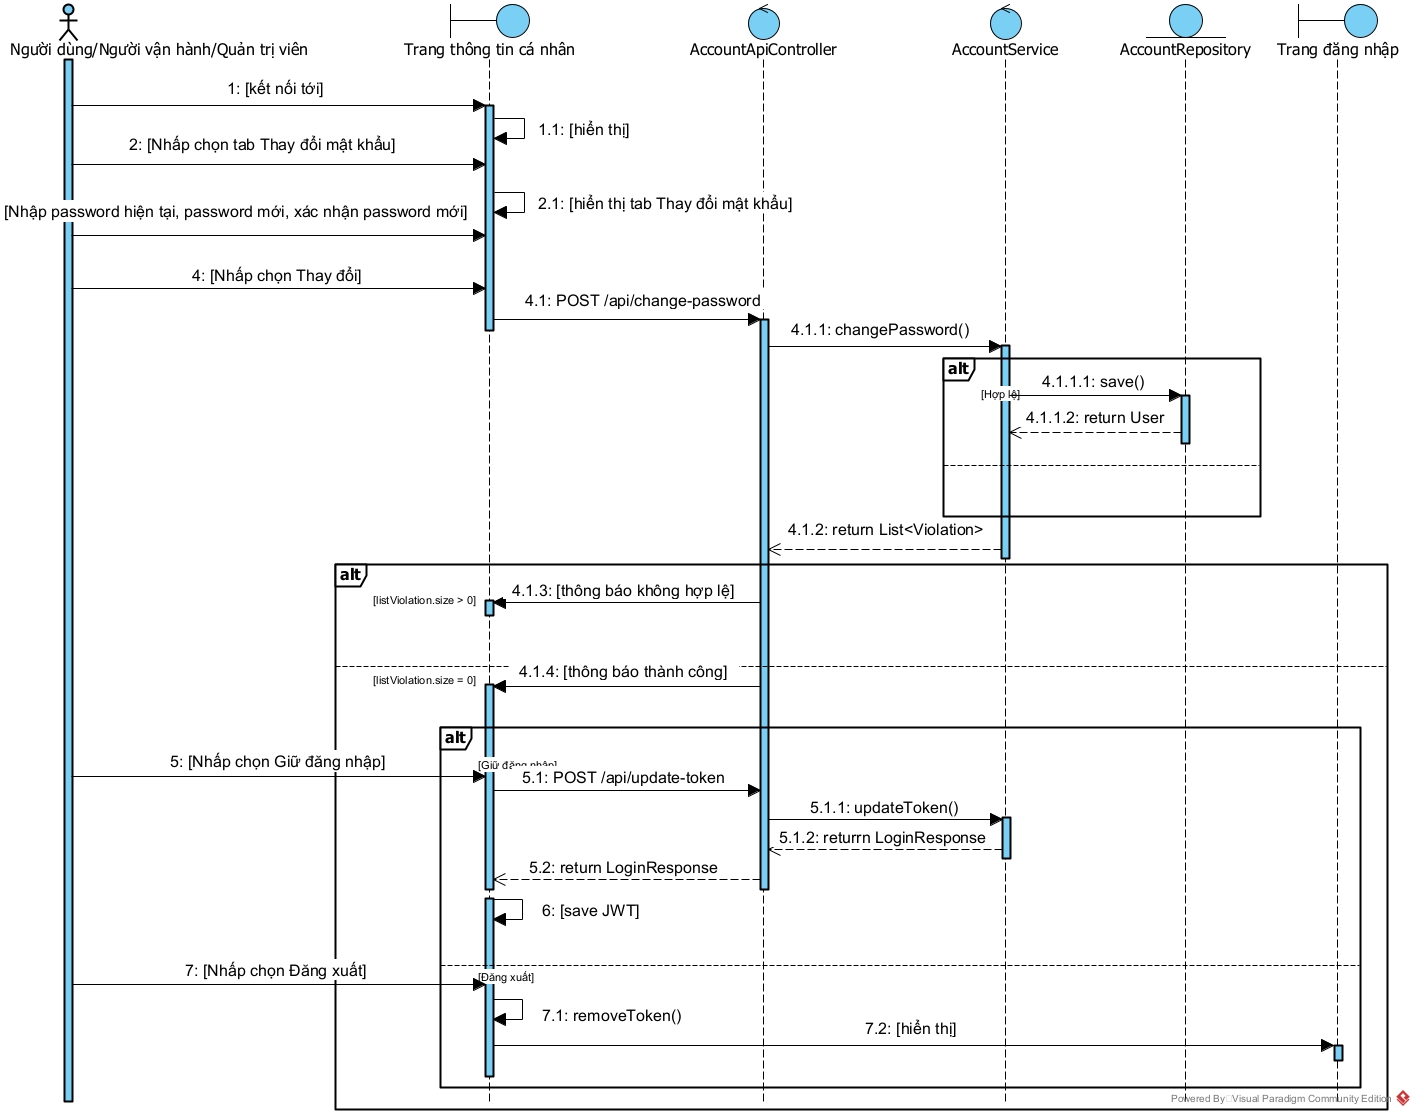 Người dùng/Người vận hành/Quản trị viên
Trang thông tin cá nhân
AccountApiController
AccountService
AccountRepository
Trang đăng nhập
1: [kết nối tới]
1.1: [hiển thị]
2: [Nhấp chọn tab Thay đổi mật khẩu]
2.1: [hiển thị tab Thay đổi mật khẩu]
[Nhập password hiện tại, password mới, xác nhận password mới]
4: [Nhấp chọn Thay đổi]
4.1: POST /api/change-password
4.1.1: changePassword()
alt
4.1.1.1: save()
[Hợp lệ]
4.1.1.2: return User
4.1.2: return List<Violation>
alt
4.1.3: [thông báo không hợp lệ]
[listViolation.size > 0]
4.1.4: [thông báo thành công]
[listViolation.size = 0]
alt
5: [Nhấp chọn Giữ đăng nhập]
[Giữ đăng nhập]
5.1: POST /api/update-token
5.1.1: updateToken()
5.1.2: returrn LoginResponse
5.2: return LoginResponse
6: [save JWT]
7: [Nhấp chọn Đăng xuất]
[Đăng xuất]
7.1: removeToken()
7.2: [hiển thị]
Powered By Visual Paradigm Community Edition